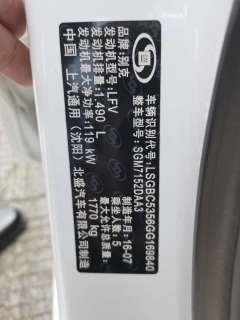 品牌:别克
发动机型号:LFV
发动机排量:1.490 L
发动机最大净功率:119 kW
中国 上汽通用(沈阳)北盛汽车有限公司制造
制造年月:16-07
乘坐人数:5
最大允许总质量:1770 kg
车辆识别代号:LSGBC5356GG169840
整车型号:SGM7152DAA3